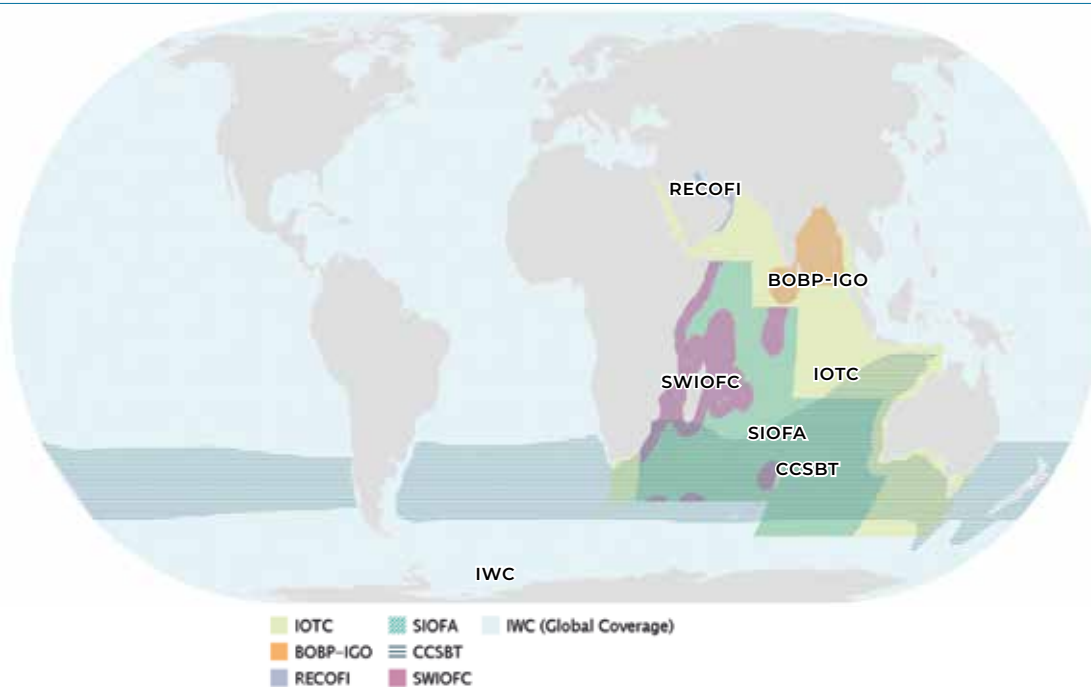 RECOFI
BOBP-IGO
IOTC
SWIOFC
SIOFA
CCSBT
IWC
IOTC SIOFA IWC (Global Coverage)
BOBP-IGO CCSBT
RECOFI SWIOFC